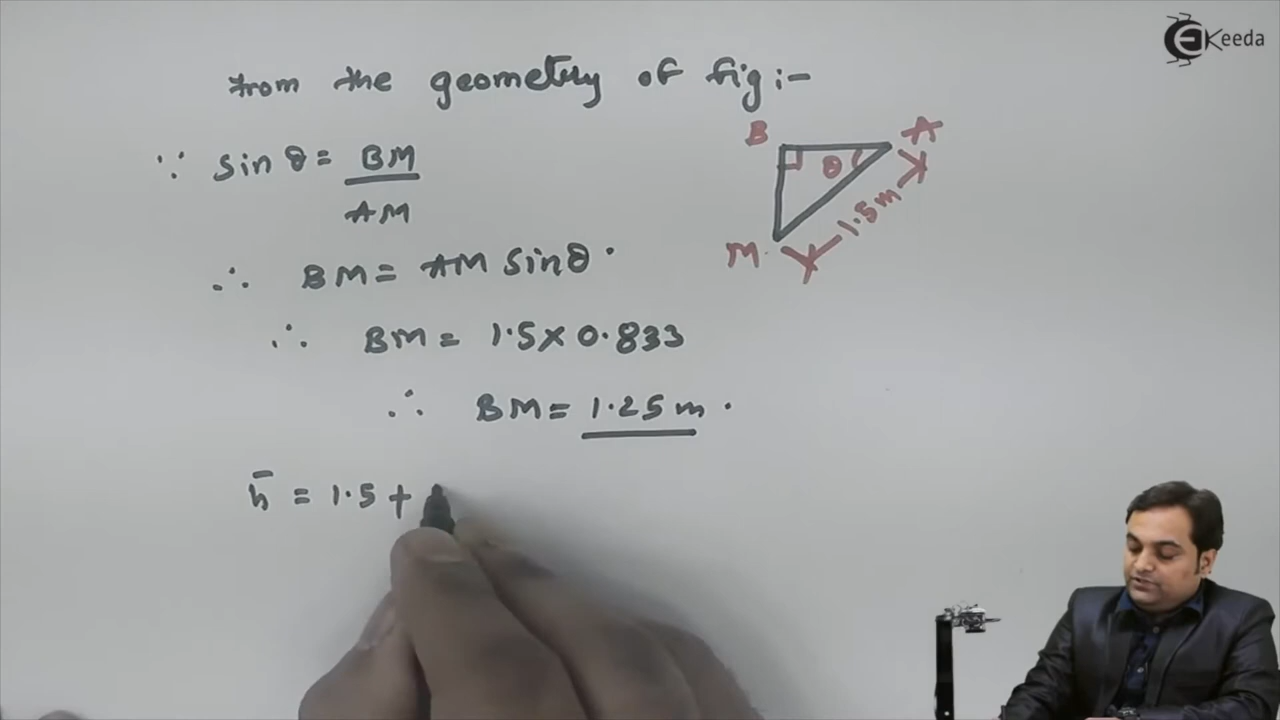 EKeeda
From the geometry of fig:-
∵ sin θ = BM / AM
∴ BM = AM sin θ.
∴ BM = 1.5 × 0.833
∴ BM = 1.25 m.
h̄ = 1.5 +
B
A
θ
1.5 m
M